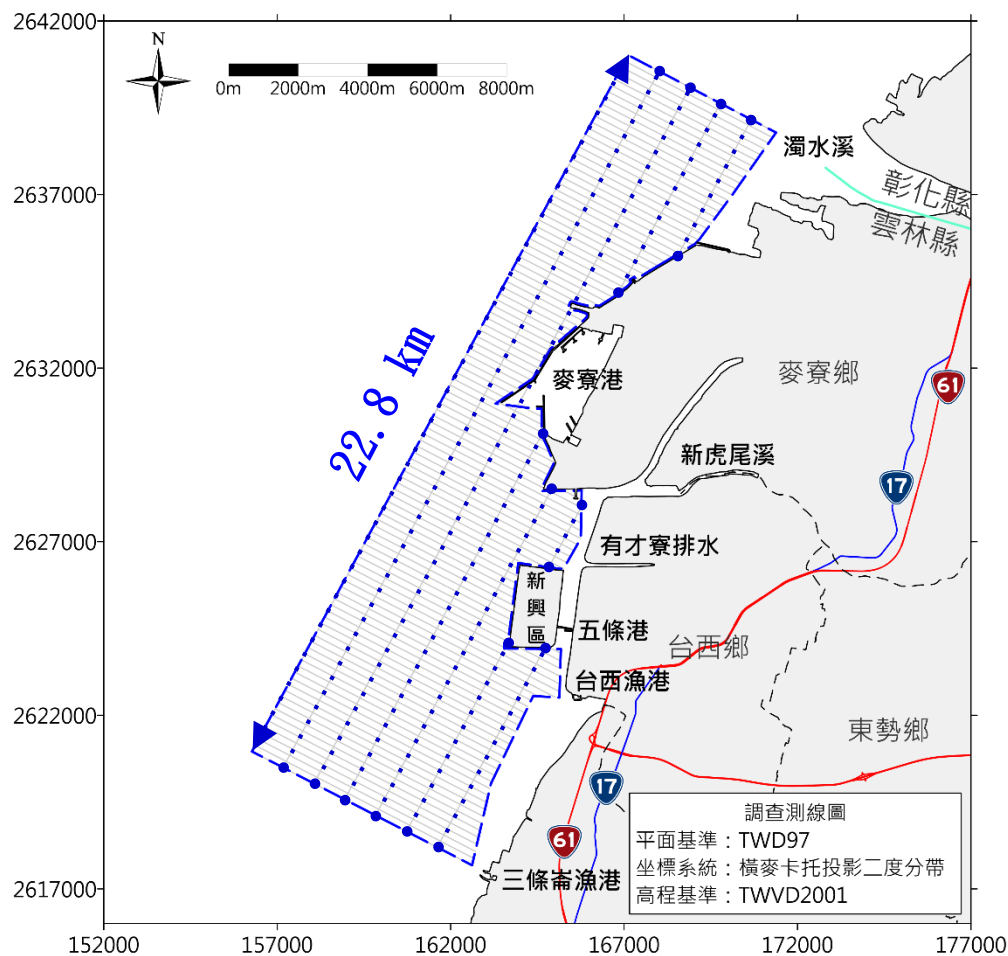 2642000
2637000
2632000
2627000
2622000
2617000
152000
157000
162000
167000
172000
177000
N
0m
2000m
4000m
6000m
8000m
濁水溪
彰化縣
雲林縣
22.8 km
麥寮港
麥寮鄉
61
17
新虎尾溪
有才寮排水
新興區
五條港
台西鄉
台西漁港
東勢鄉
17
61
三條崙漁港
調查測線圖
平面基準：TWD97
坐標系統：橫麥卡托投影二度分帶
高程基準：TWVD2001